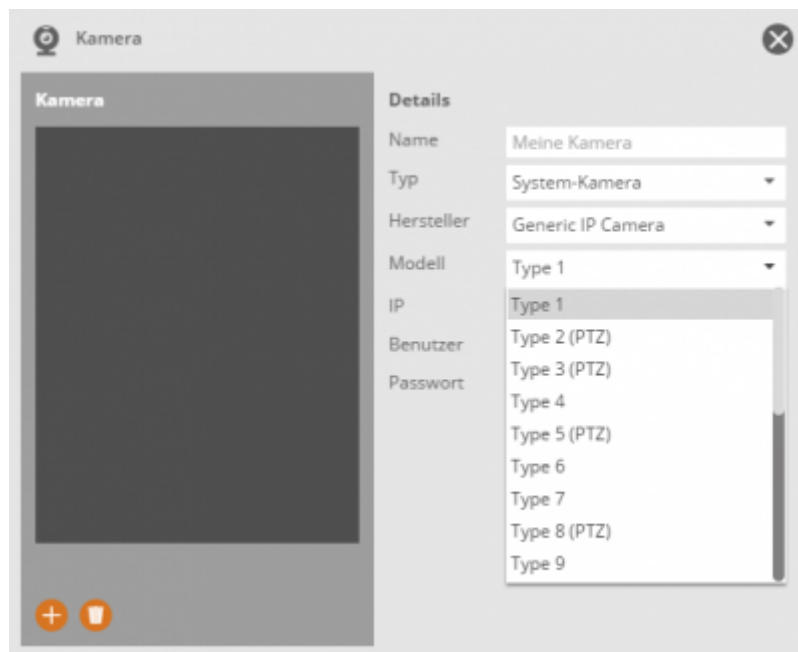 Kamera
Kamera
Details
Name Meine Kamera
Typ System-Kamera
Hersteller Generic IP Camera
Modell Type 1
IP
Benutzer
Passwort
Type 1
Type 2 (PTZ)
Type 3 (PTZ)
Type 4
Type 5 (PTZ)
Type 6
Type 7
Type 8 (PTZ)
Type 9